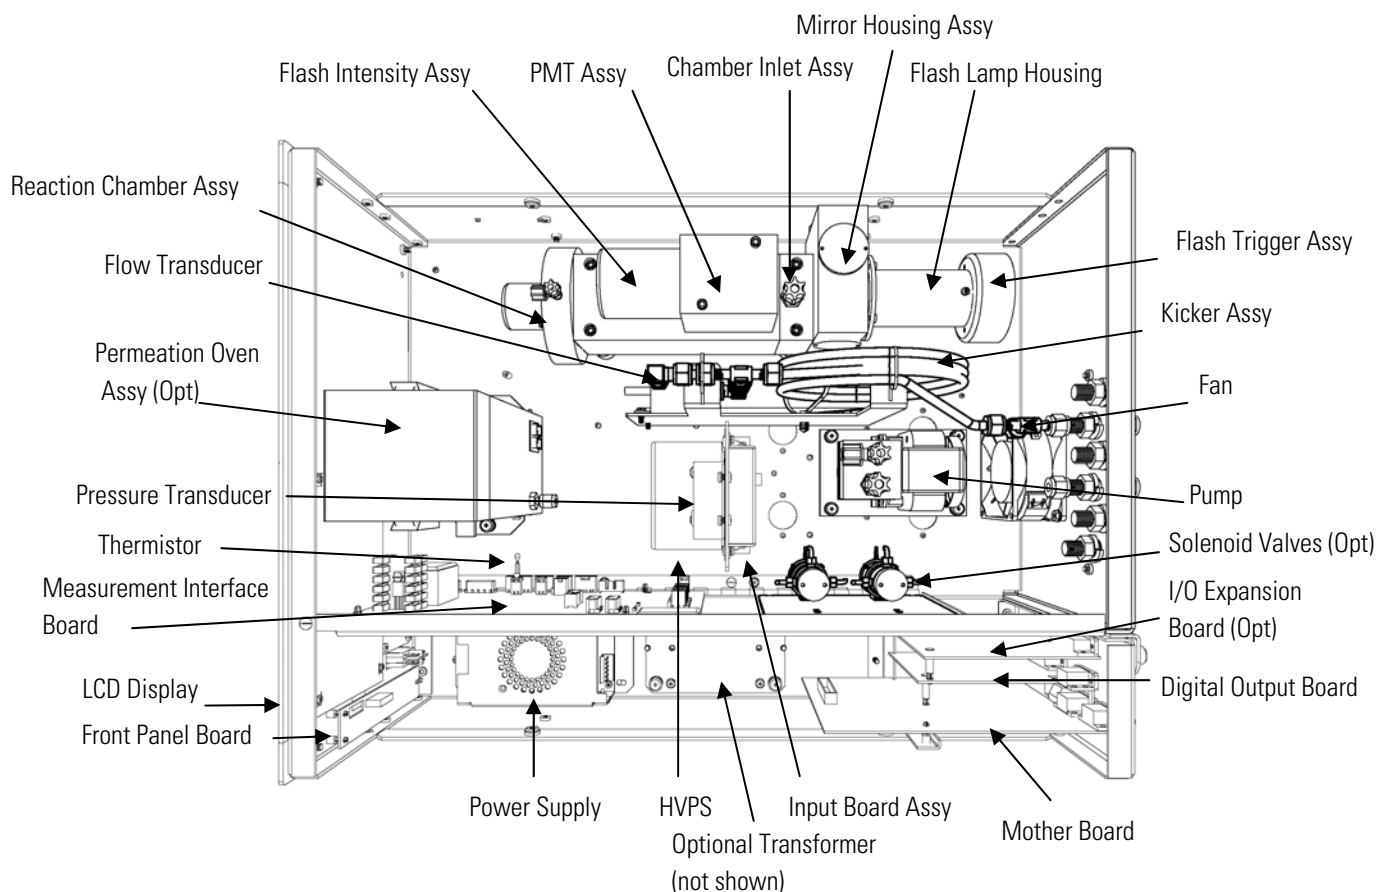 Mirror Housing Assy
Flash Intensity Assy
PMT Assy
Chamber Inlet Assy
Flash Lamp Housing
Reaction Chamber Assy
Flash Trigger Assy
Flow Transducer
Kicker Assy
Permeation Oven
Assy (Opt)
Fan
Pressure Transducer
Pump
Thermistor
Solenoid Valves (Opt)
Measurement Interface
Board
I/O Expansion
Board (Opt)
LCD Display
Digital Output Board
Front Panel Board
Power Supply
HVPS
Input Board Assy
Optional Transformer
(not shown)
Mother Board